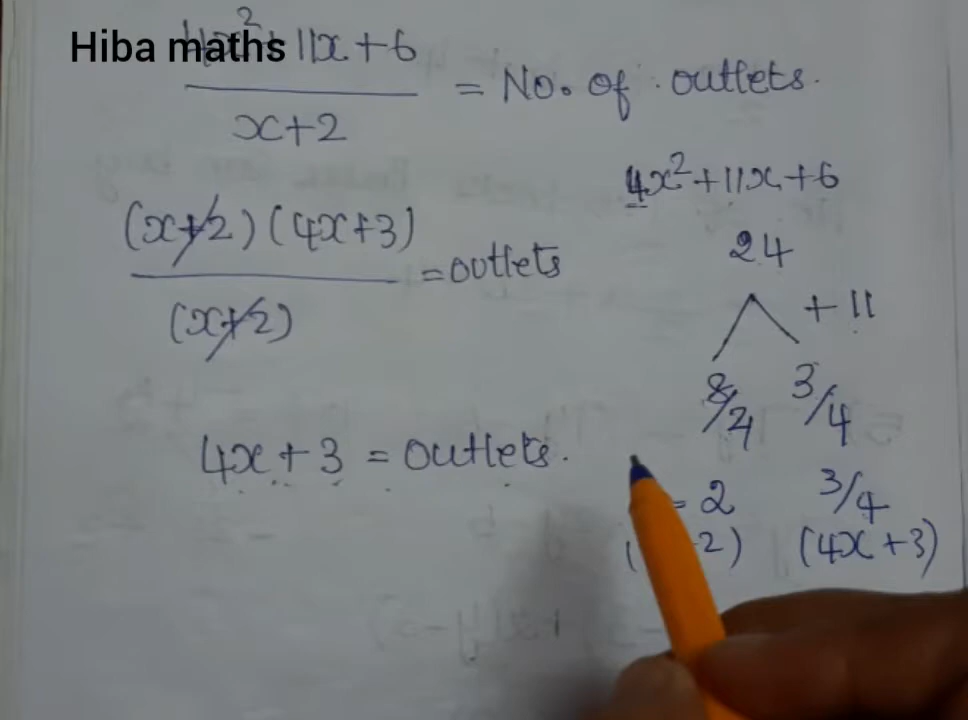 Hiba maths
4x² + 11x + 6
x+2
= No. of outlets.
4x² + 11x + 6
(x+2) (4x+3)
(x+2)
= outlets
24
+ 11
8/4 3/4
4x + 3 = outlets.
= 2 3/4
( 2) (4x + 3)